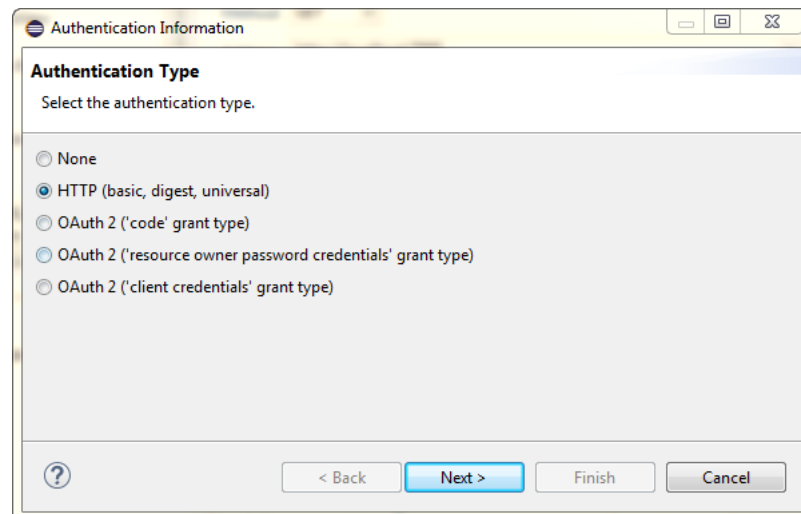 Authentication Information
Authentication Type
Select the authentication type.
None
HTTP (basic, digest, universal)
OAuth 2 ('code' grant type)
OAuth 2 ('resource owner password credentials' grant type)
OAuth 2 ('client credentials' grant type)
? < Back Next > Finish Cancel